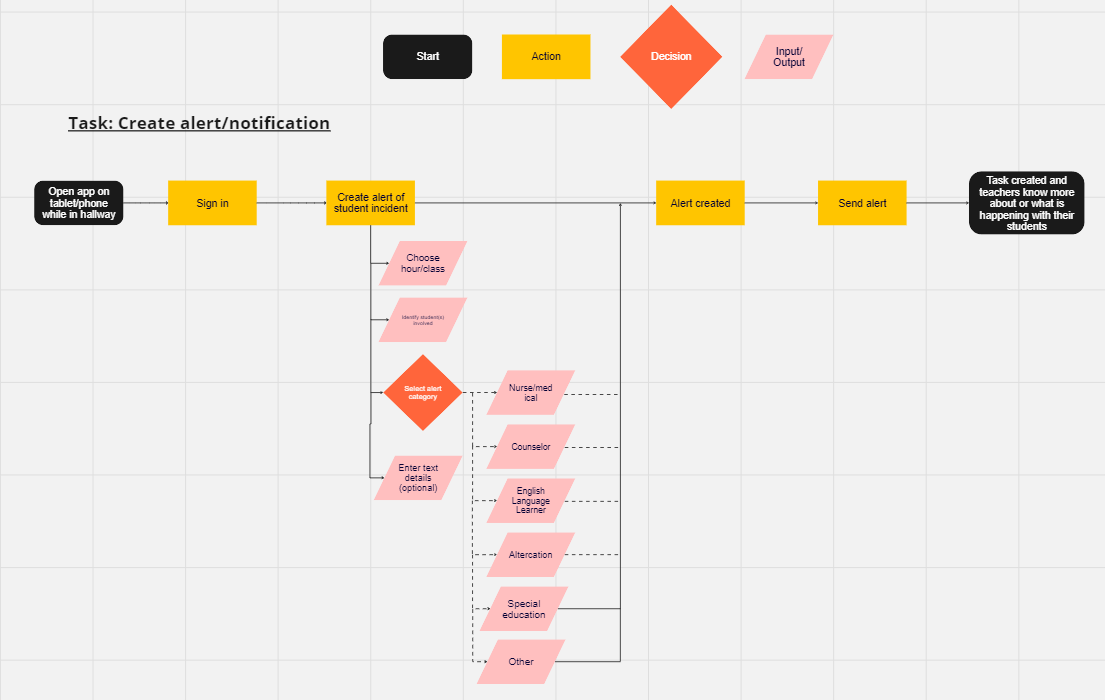 Start
Action
Decision
Input/
Output
Task: Create alert/notification
Open app on
tablet/phone
while in hallway
Sign in
Create alert of
student incident
Alert created
Send alert
Task created and
teachers know more
about or what is
happening with their
students
Choose
hour/class
Identify student(s)
involved
Select alert
category
Enter text
details
(optional)
Nurse/med
ical
Counselor
English
Language
Learner
Altercation
Special
education
Other